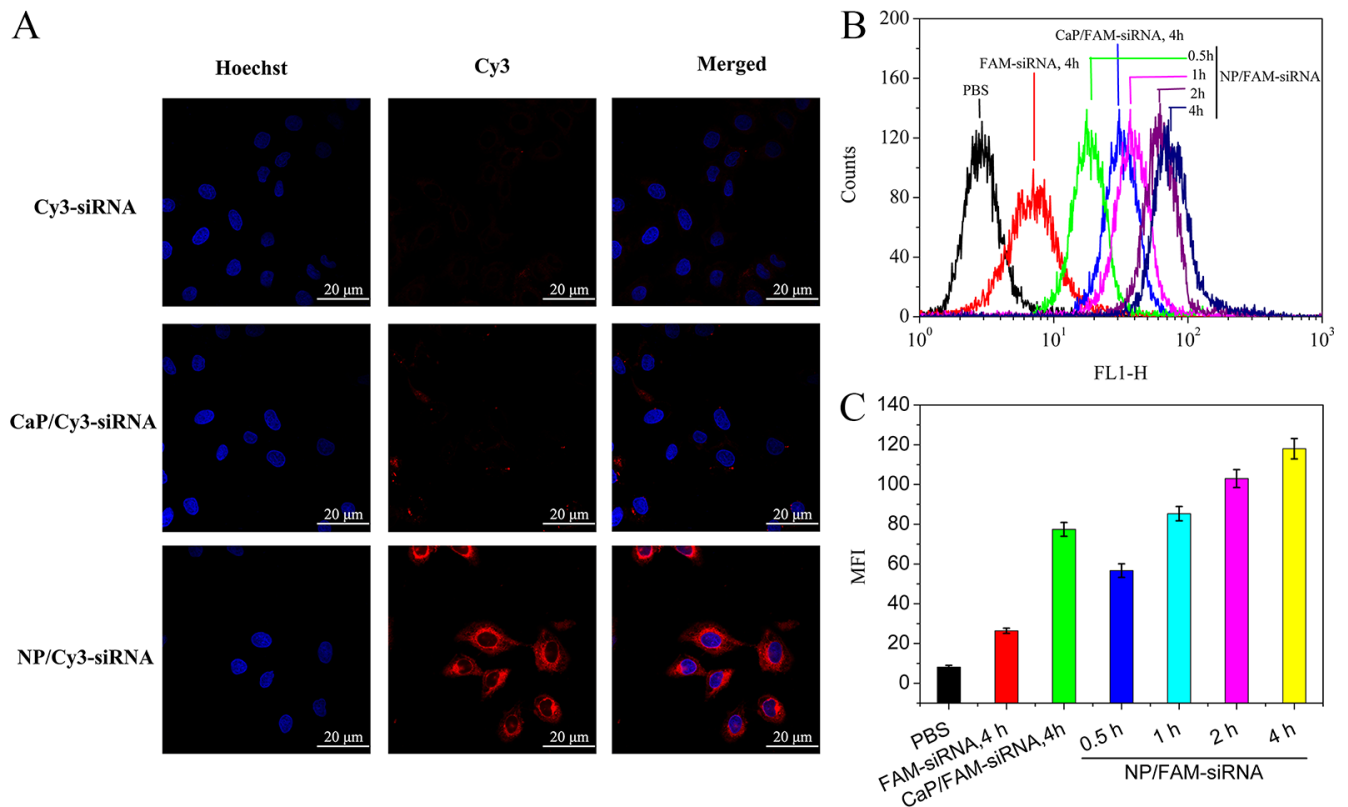 A
Hoechst
Cy3
Merged
Cy3-siRNA
20 μm
20 μm
20 μm
CaP/Cy3-siRNA
20 μm
20 μm
20 μm
NP/Cy3-siRNA
20 μm
20 μm
20 μm
B
200
160
120
80
40
0
Counts
CaP/FAM-siRNA, 4h
FAM-siRNA, 4h
PBS
0.5h
1h
2h
4h
NP/FAM-siRNA
10⁰
10¹
10²
10³
FL1-H
C
140
120
100
80
60
40
20
0
MFI
PBS
FAM-siRNA,4 h
CaP/FAM-siRNA,4h
0.5 h
1 h
2 h
4 h
NP/FAM-siRNA